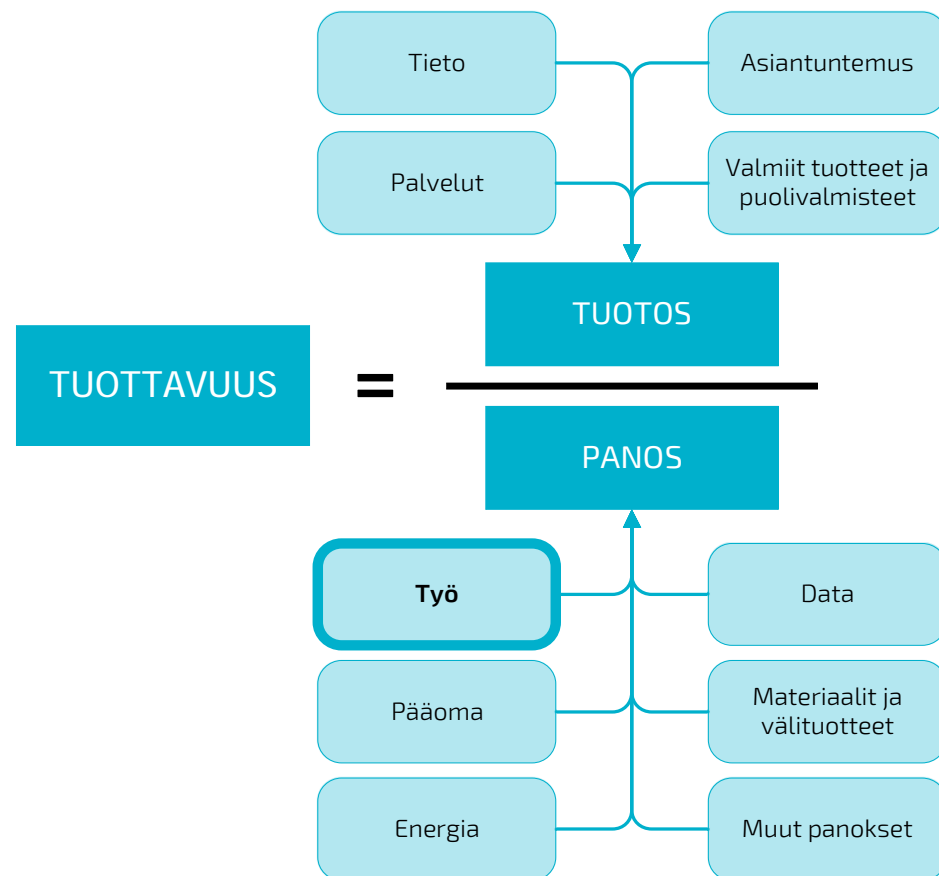 Tieto
Asiantuntemus
Palvelut
Valmiit tuotteet ja
puolivalmisteet
TUOTOS
TUOTTAVUUS
=
PANOS
Työ
Data
Pääoma
Materiaalit ja
välituotteet
Energia
Muut panokset